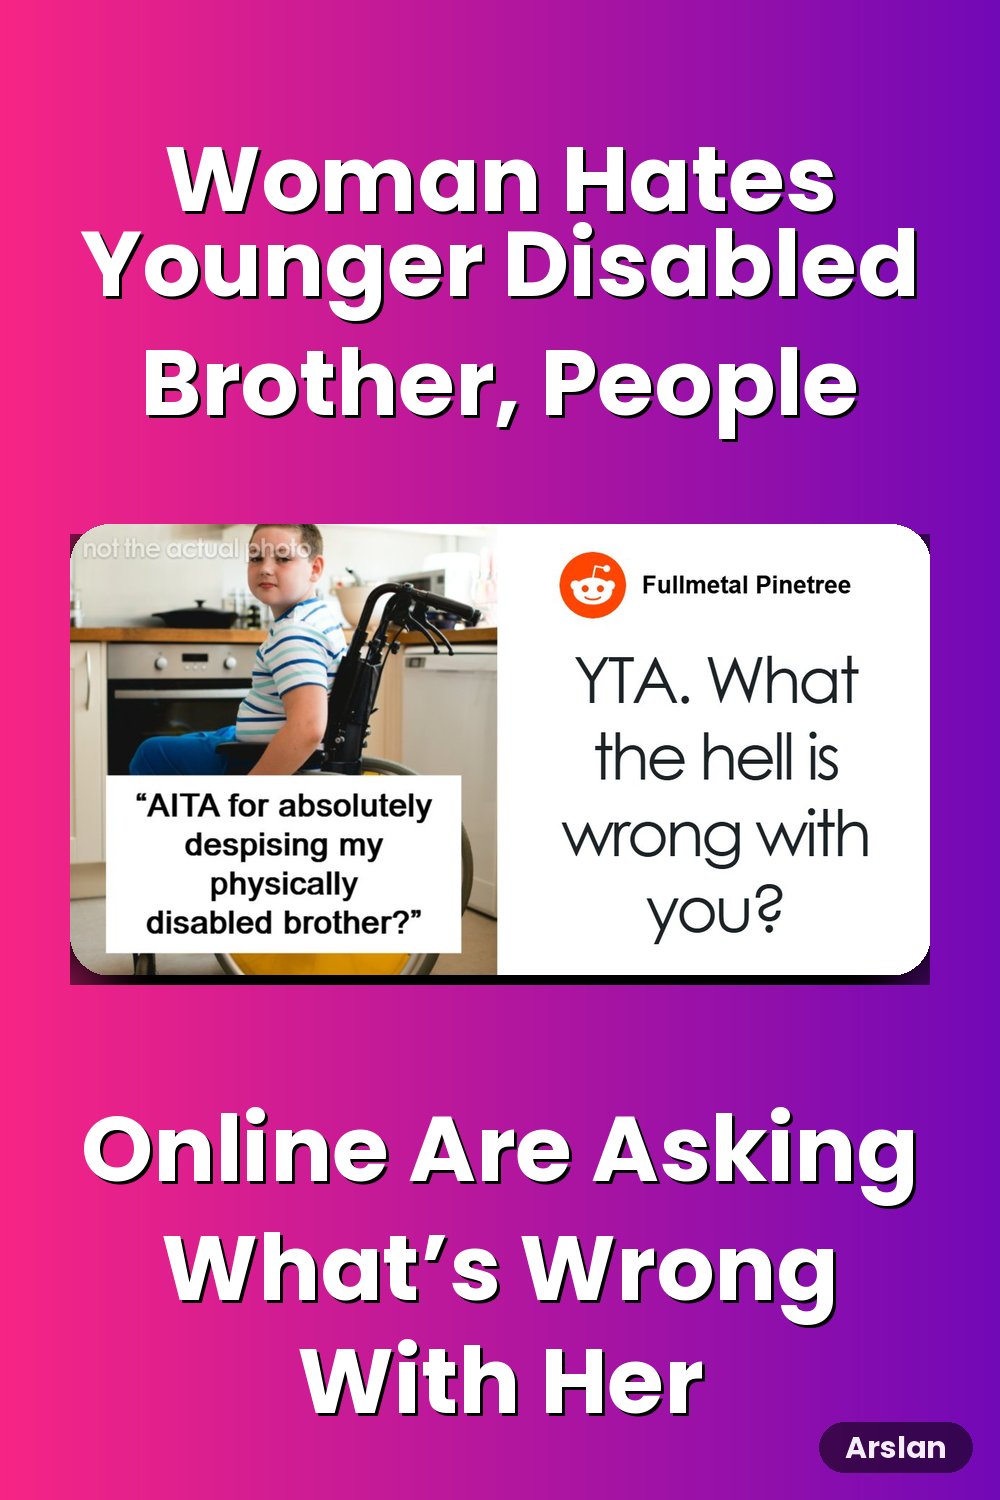 Woman Hates
Younger Disabled
Brother, People
not the actual photo
Fullmetal Pinetree
YTA. What
the hell is
wrong with
you?
“AITA for absolutely
despising my
physically
disabled brother?”
Online Are Asking
What’s Wrong
With Her
Arslan